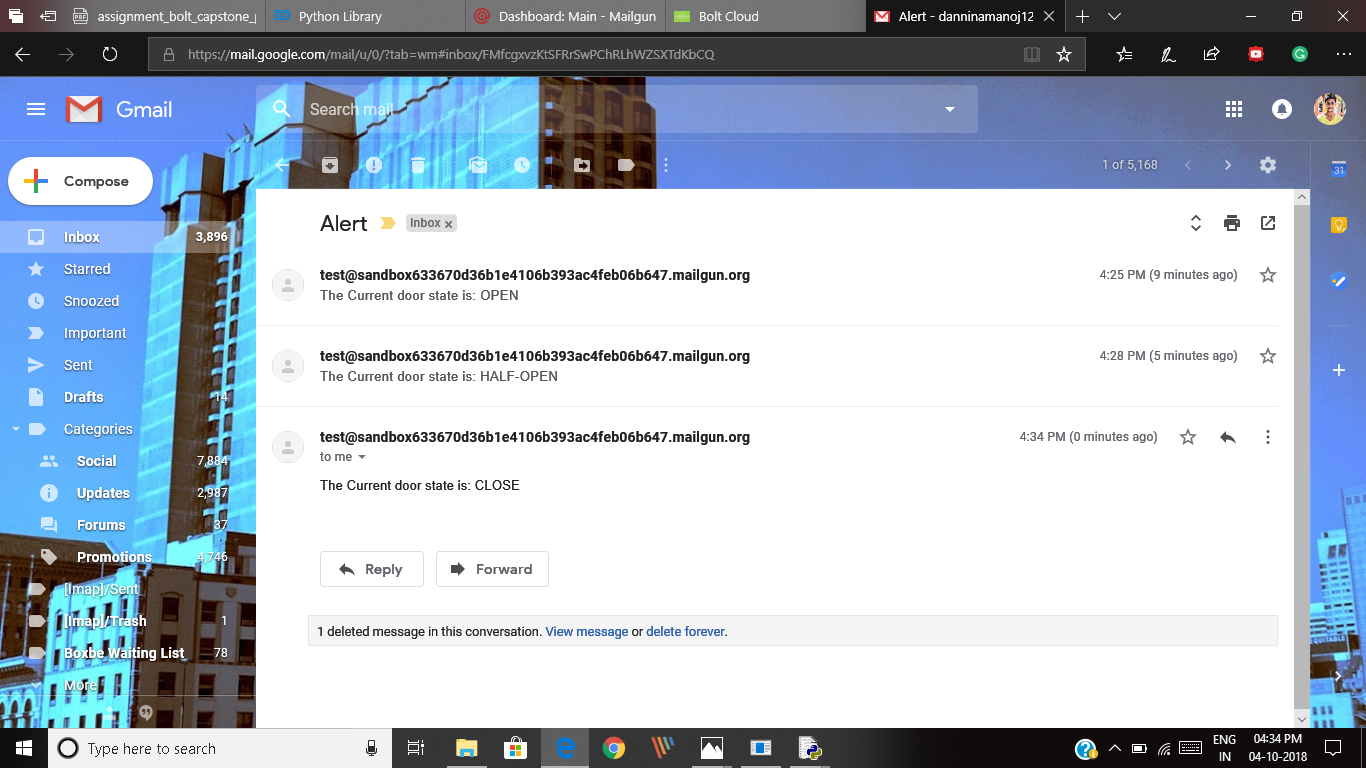 assignment_bolt_capstone_
Python Library
Dashboard: Main - Mailgun
Bolt Cloud
Alert - danninamanoj12
https://mail.google.com/mail/u/0/?tab=wm#inbox/FMfcgxvzKtSFRrSwPChRLhWZSXTdKbCQ
G
Gmail
Search mail
Compose
1 of 5,168
31
Inbox 3,896
Starred
Snoozed
Important
Sent
Drafts 14
Categories
Social 7,884
Updates 2,987
Forums 37
Promotions 4,746
[Imap]/Sent
[Imap]/Trash 1
Boxbe Waiting List 78
More
Alert Inbox x
test@sandbox633670d36b1e4106b393ac4feb06b647.mailgun.org 4:25 PM (9 minutes ago)
The Current door state is: OPEN
test@sandbox633670d36b1e4106b393ac4feb06b647.mailgun.org 4:28 PM (5 minutes ago)
The Current door state is: HALF-OPEN
test@sandbox633670d36b1e4106b393ac4feb06b647.mailgun.org 4:34 PM (0 minutes ago)
to me
The Current door state is: CLOSE
Reply Forward
1 deleted message in this conversation. View message or delete forever.
Type here to search
ENG
IN
04:34 PM
04-10-2018